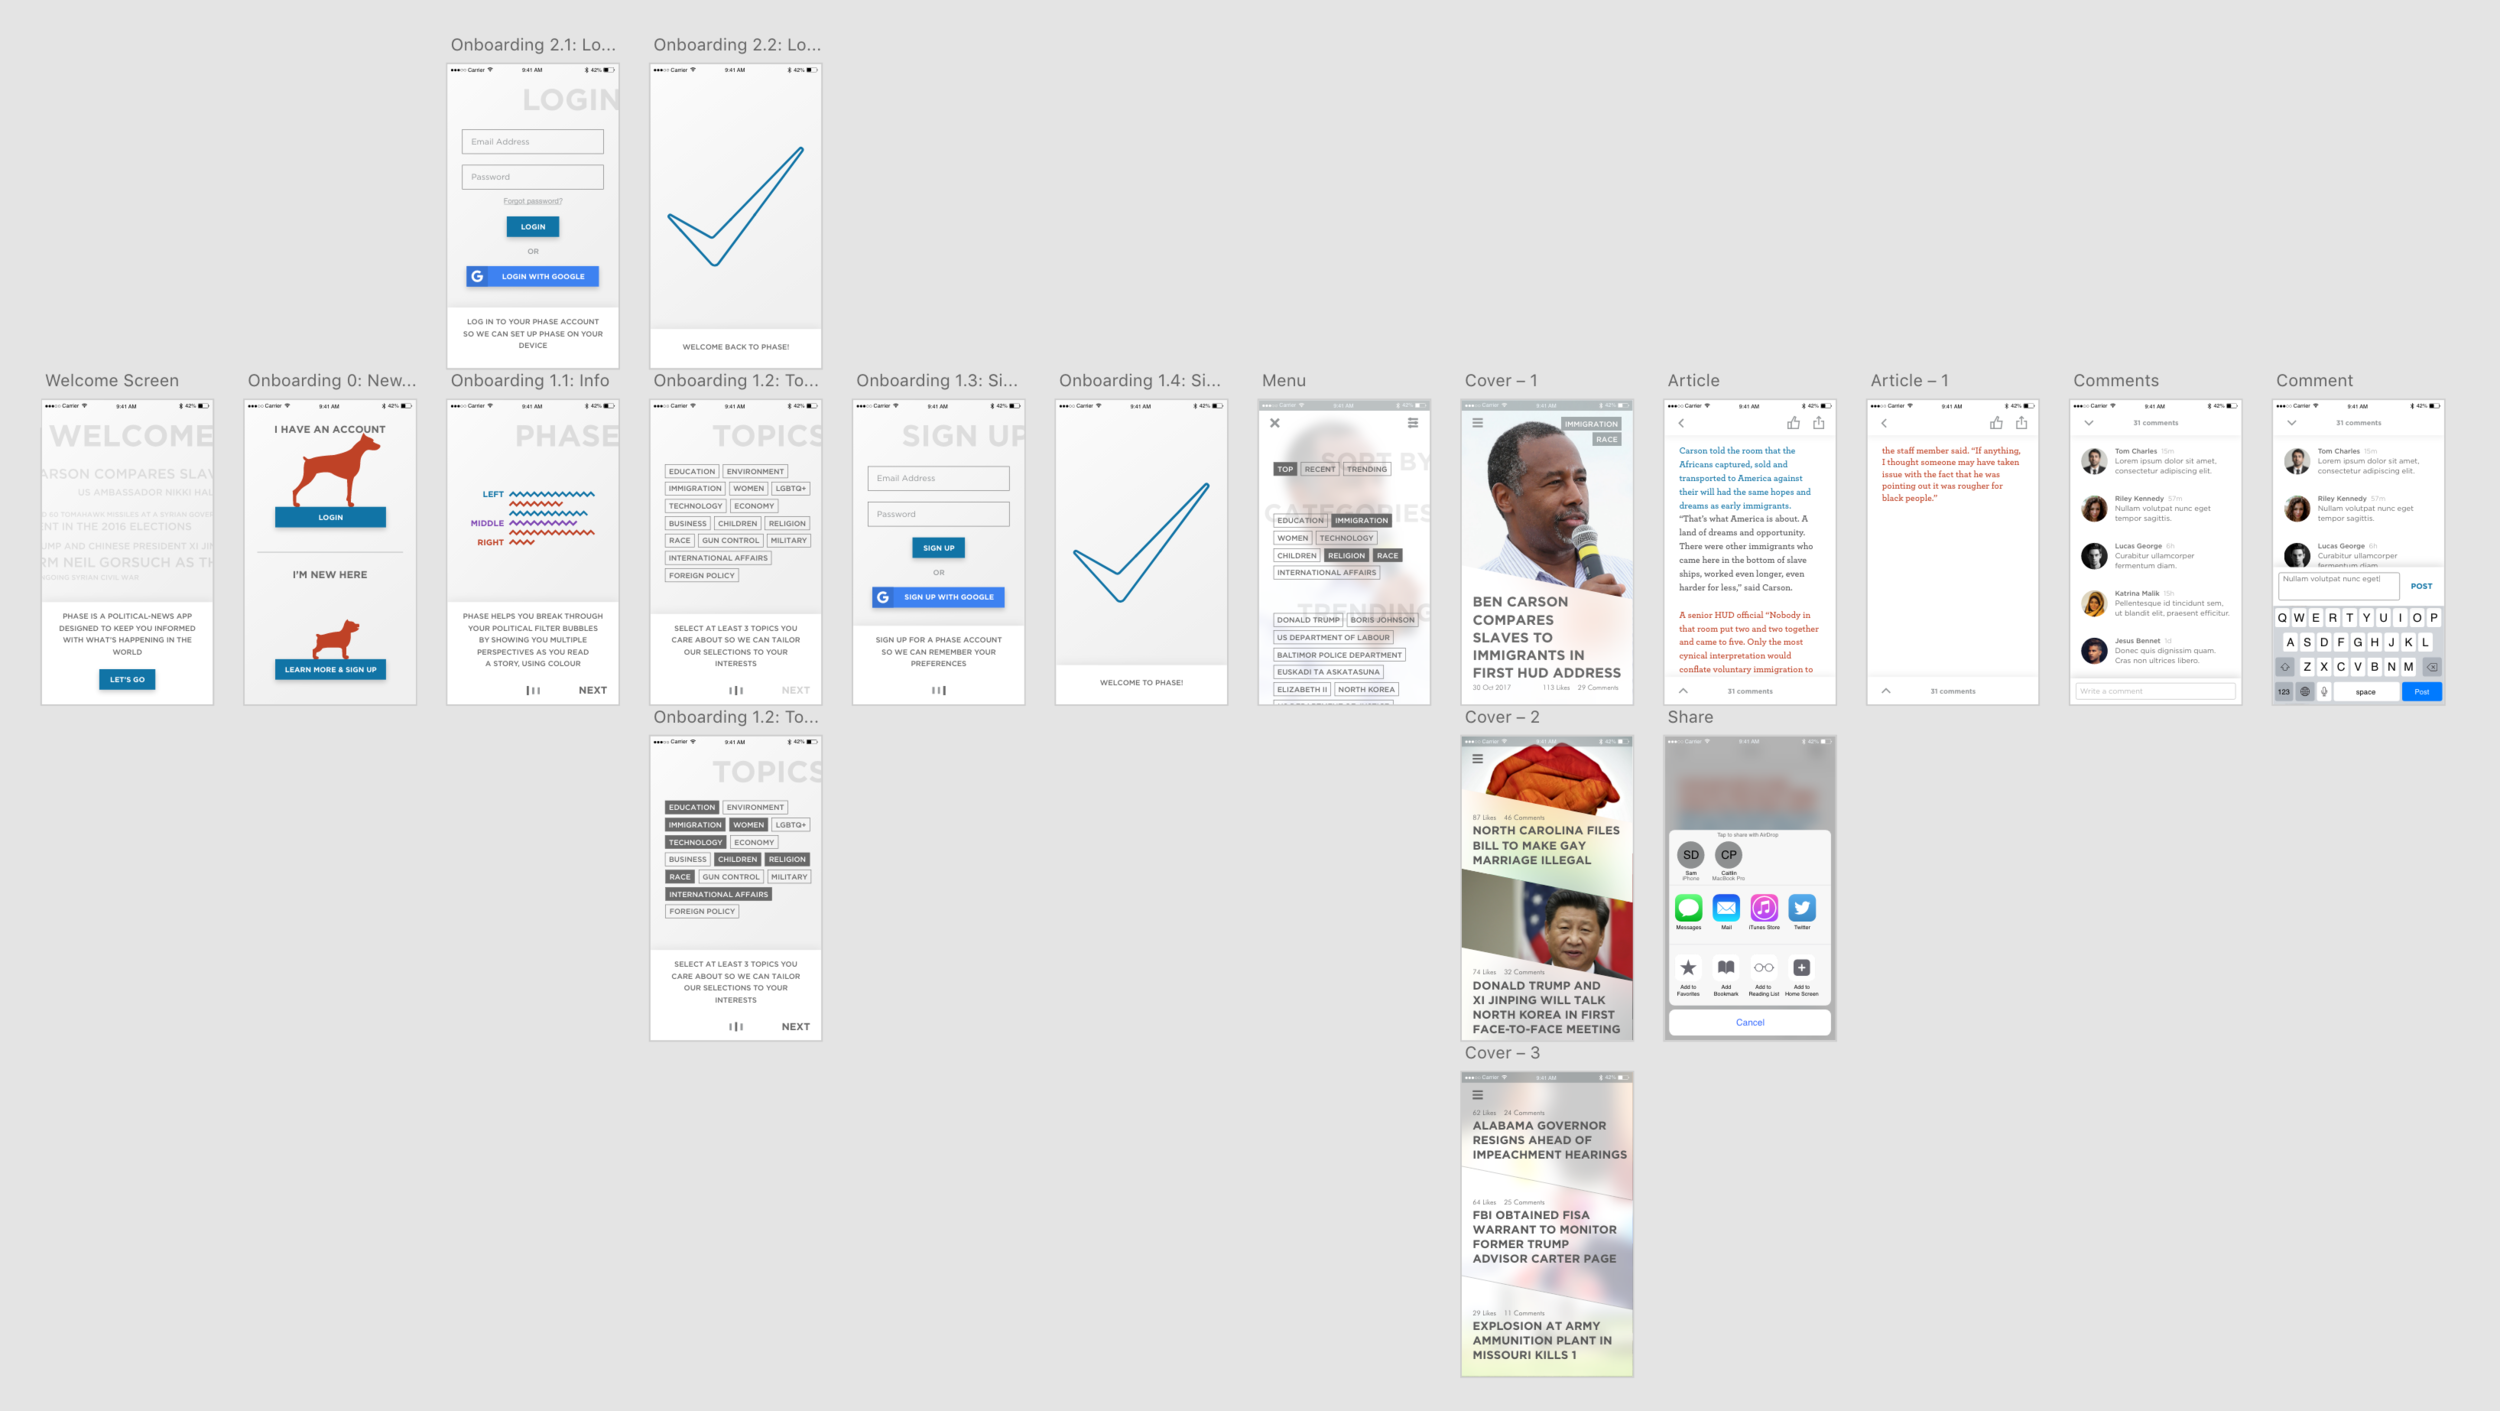 Onboarding 2.1: Lo...
Carrier 9:41 AM 42%
LOGIN
Email Address
Password
Forgot password?
LOGIN
OR
G LOGIN WITH GOOGLE
LOG IN TO YOUR PHASE ACCOUNT
SO WE CAN SET UP PHASE ON YOUR
DEVICE
Onboarding 2.2: Lo...
Carrier 9:41 AM 42%
WELCOME BACK TO PHASE!
Welcome Screen
Carrier 9:41 AM 42%
WELCOME
ARSON COMPARES SLAV
US AMBASSADOR NIKKI HAL
D 60 TOMAHAWK MISSILES AT A SYRIAN GOVER
NT IN THE 2016 ELECTIONS
UMP AND CHINESE PRESIDENT XI JIN
RM NEIL GORSUCH AS TH
NGOING SYRIAN CIVIL WAR
PHASE IS A POLITICAL-NEWS APP
DESIGNED TO KEEP YOU INFORMED
WITH WHAT'S HAPPENING IN THE
WORLD
LET'S GO
Onboarding 0: New...
Carrier 9:41 AM 42%
I HAVE AN ACCOUNT
LOGIN
I'M NEW HERE
LEARN MORE & SIGN UP
Onboarding 1.1: Info
Carrier 9:41 AM 42%
PHASE
LEFT
MIDDLE
RIGHT
PHASE HELPS YOU BREAK THROUGH
YOUR POLITICAL FILTER BUBBLES
BY SHOWING YOU MULTIPLE
PERSPECTIVES AS YOU READ
A STORY, USING COLOUR
NEXT
Onboarding 1.2: To...
Carrier 9:41 AM 42%
TOPICS
EDUCATION ENVIRONMENT
IMMIGRATION WOMEN LGBTQ+
TECHNOLOGY ECONOMY
BUSINESS CHILDREN RELIGION
RACE GUN CONTROL MILITARY
INTERNATIONAL AFFAIRS
FOREIGN POLICY
SELECT AT LEAST 3 TOPICS YOU
CARE ABOUT SO WE CAN TAILOR
OUR SELECTIONS TO YOUR
INTERESTS
NEXT
Onboarding 1.3: Si...
Carrier 9:41 AM 42%
SIGN UP
Email Address
Password
SIGN UP
OR
G SIGN UP WITH GOOGLE
SIGN UP FOR A PHASE ACCOUNT
SO WE CAN REMEMBER YOUR
PREFERENCES
Onboarding 1.4: Si...
Carrier 9:41 AM 42%
WELCOME TO PHASE!
Menu
Carrier 9:41 AM 42%
SORT BY
TOP RECENT TRENDING
CATEGORIES
EDUCATION IMMIGRATION
WOMEN TECHNOLOGY
CHILDREN RELIGION RACE
INTERNATIONAL AFFAIRS
TRENDING
DONALD TRUMP BORIS JOHNSON
US DEPARTMENT OF LABOUR
BALTIMOR POLICE DEPARTMENT
EUSKADI TA ASKATASUNA
ELIZABETH II NORTH KOREA
Cover – 1
Carrier 9:41 AM 42%
IMMIGRATION
RACE
BEN CARSON
COMPARES
SLAVES TO
IMMIGRANTS IN
FIRST HUD ADDRESS
30 Oct 2017 113 Likes 29 Comments
Article
Carrier 9:41 AM 42%
Carson told the room that the
Africans captured, sold and
transported to America against
their will had the same hopes and
dreams as early immigrants.
“That's what America is about. A
land of dreams and opportunity.
There were other immigrants who
came here in the bottom of slave
ships, worked even longer, even
harder for less,” said Carson.
A senior HUD official “Nobody in
that room put two and two together
and came to five. Only the most
cynical interpretation would
conflate voluntary immigration to
31 comments
Article – 1
Carrier 9:41 AM 42%
the staff member said. “If anything,
I thought someone may have taken
issue with the fact that he was
pointing out it was rougher for
black people.”
31 comments
Comments
Carrier 9:41 AM 42%
31 comments
Tom Charles 15m
Lorem ipsum dolor sit amet,
consectetur adipiscing elit.
Riley Kennedy 57m
Nullam volutpat nunc eget
tempor sagittis.
Lucas George 6h
Curabitur ullamcorper
fermentum diam.
Katrina Malik 15h
Pellentesque id tincidunt sem,
ut blandit elit, praesent efficitur.
Jesus Bennet 1d
Donec quis dignissim quam.
Cras non ultrices libero.
Write a comment
Comment
Carrier 9:41 AM 42%
31 comments
Tom Charles 15m
Lorem ipsum dolor sit amet,
consectetur adipiscing elit.
Riley Kennedy 57m
Nullam volutpat nunc eget
tempor sagittis.
Lucas George 6h
Curabitur ullamcorper
fermentum diam.
Nullam volutpat nunc eget
POST
Q W E R T Y U I O P
A S D F G H J K L
Z X C V B N M
123 space Post
Onboarding 1.2: To...
Carrier 9:41 AM 42%
TOPICS
EDUCATION ENVIRONMENT
IMMIGRATION WOMEN LGBTQ+
TECHNOLOGY ECONOMY
BUSINESS CHILDREN RELIGION
RACE GUN CONTROL MILITARY
INTERNATIONAL AFFAIRS
FOREIGN POLICY
SELECT AT LEAST 3 TOPICS YOU
CARE ABOUT SO WE CAN TAILOR
OUR SELECTIONS TO YOUR
INTERESTS
NEXT
Cover – 2
Carrier 9:41 AM 42%
87 Likes 46 Comments
NORTH CAROLINA FILES
BILL TO MAKE GAY
MARRIAGE ILLEGAL
74 Likes 32 Comments
DONALD TRUMP AND
XI JINPING WILL TALK
NORTH KOREA IN FIRST
FACE-TO-FACE MEETING
Share
Carrier 9:41 AM 42%
Tap to share with AirDrop
SD CP
Sam Caitlin
iPhone MacBook Pro
Messages Mail iTunes Store Twitter
Add to Add Add to Add to
Favorites Bookmark Reading List Home Screen
Cancel
Cover – 3
Carrier 9:41 AM 42%
62 Likes 24 Comments
ALABAMA GOVERNOR
RESIGNS AHEAD OF
IMPEACHMENT HEARINGS
64 Likes 25 Comments
FBI OBTAINED FISA
WARRANT TO MONITOR
FORMER TRUMP
ADVISOR CARTER PAGE
29 Likes 11 Comments
EXPLOSION AT ARMY
AMMUNITION PLANT IN
MISSOURI KILLS 1